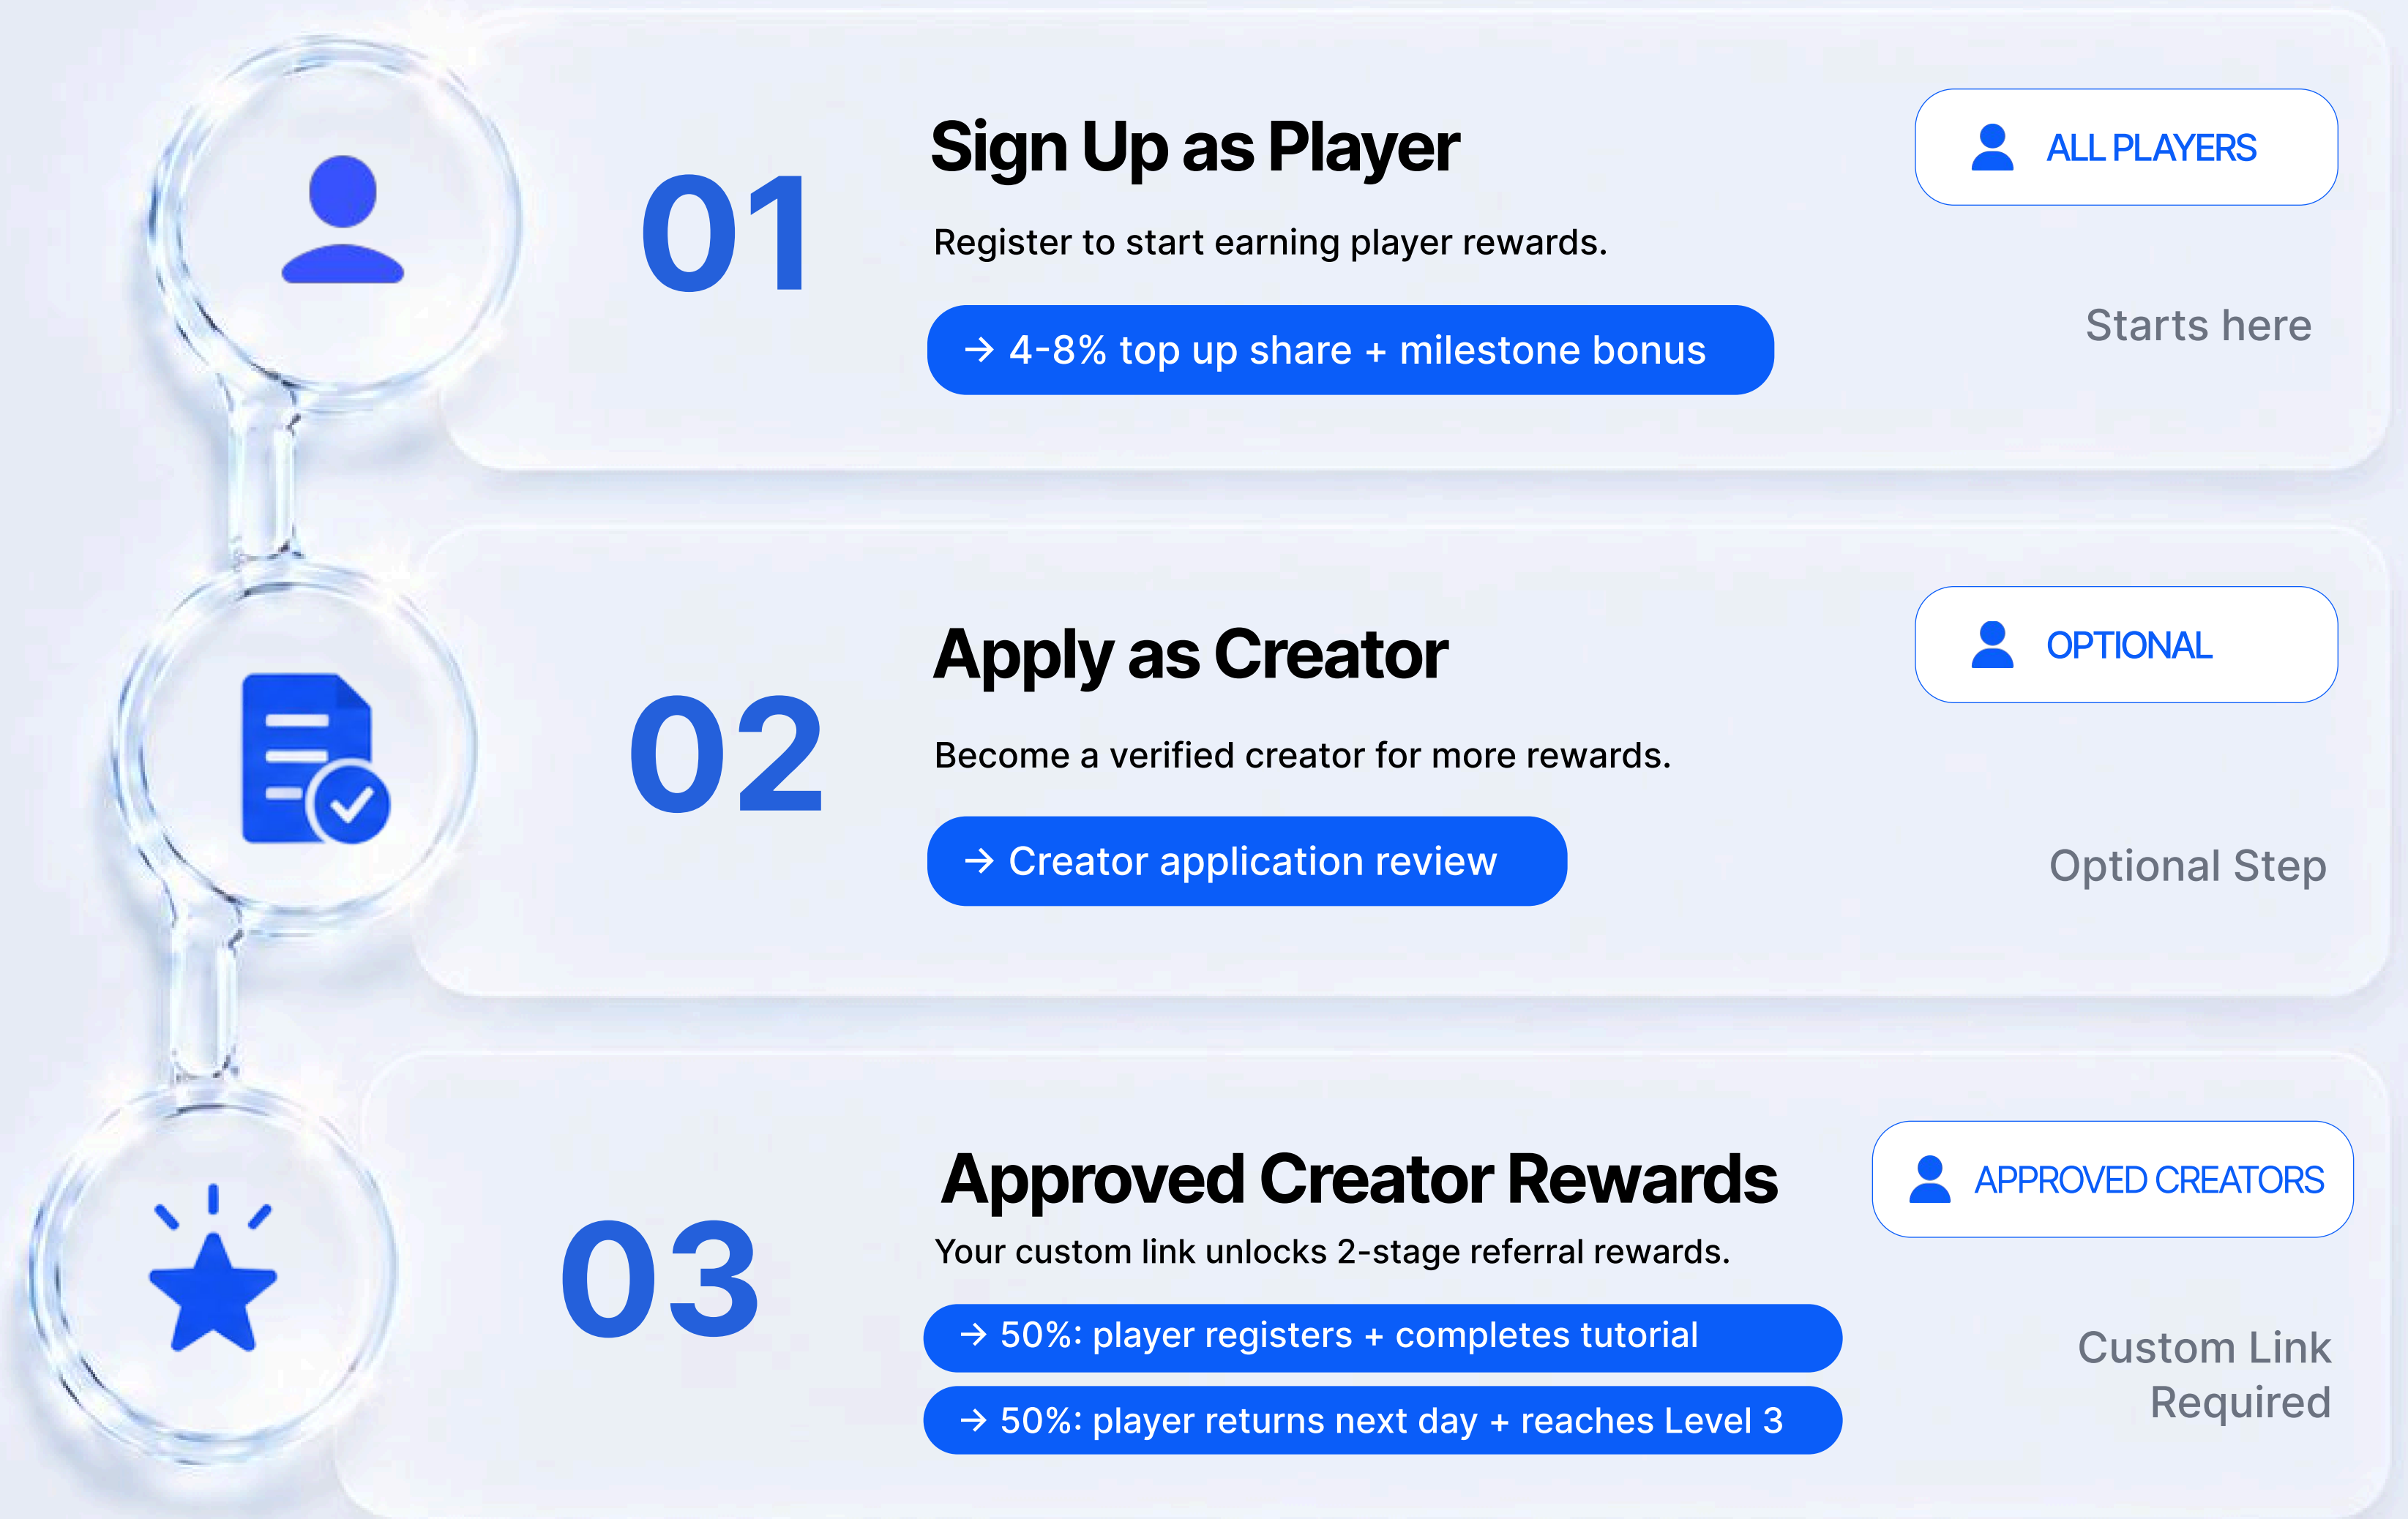 01
Sign Up as Player
Register to start earning player rewards.
→ 4-8% top up share + milestone bonus
ALL PLAYERS
Starts here
02
Apply as Creator
Become a verified creator for more rewards.
→ Creator application review
OPTIONAL
Optional Step
03
Approved Creator Rewards
Your custom link unlocks 2-stage referral rewards.
→ 50%: player registers + completes tutorial
→ 50%: player returns next day + reaches Level 3
APPROVED CREATORS
Custom Link
Required